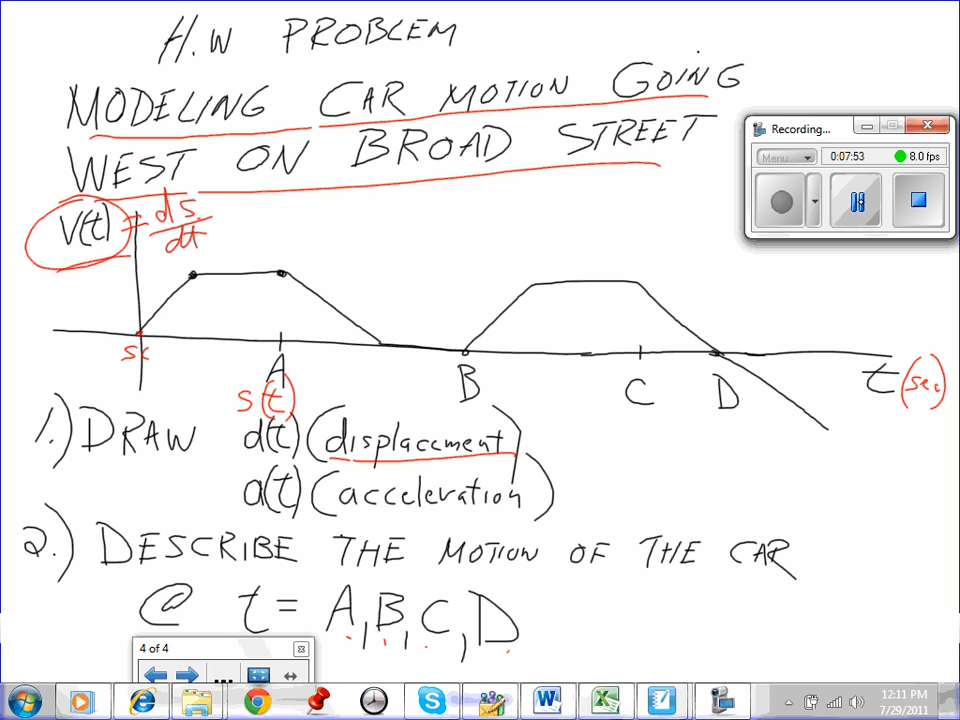 H.W PROBLEM
MODELING CAR MOTION GOING
WEST ON BROAD STREET
Recording...
Menu
0:07:53
8.0 fps
V(t) = ds/dt
A
B
C
D
t (sec)
s(t)
1.) DRAW d(t) (displacement)
a(t) (acceleration)
2.) DESCRIBE THE MOTION OF THE CAR
@ t = A, B, C, D
4 of 4
12:11 PM
7/29/2011